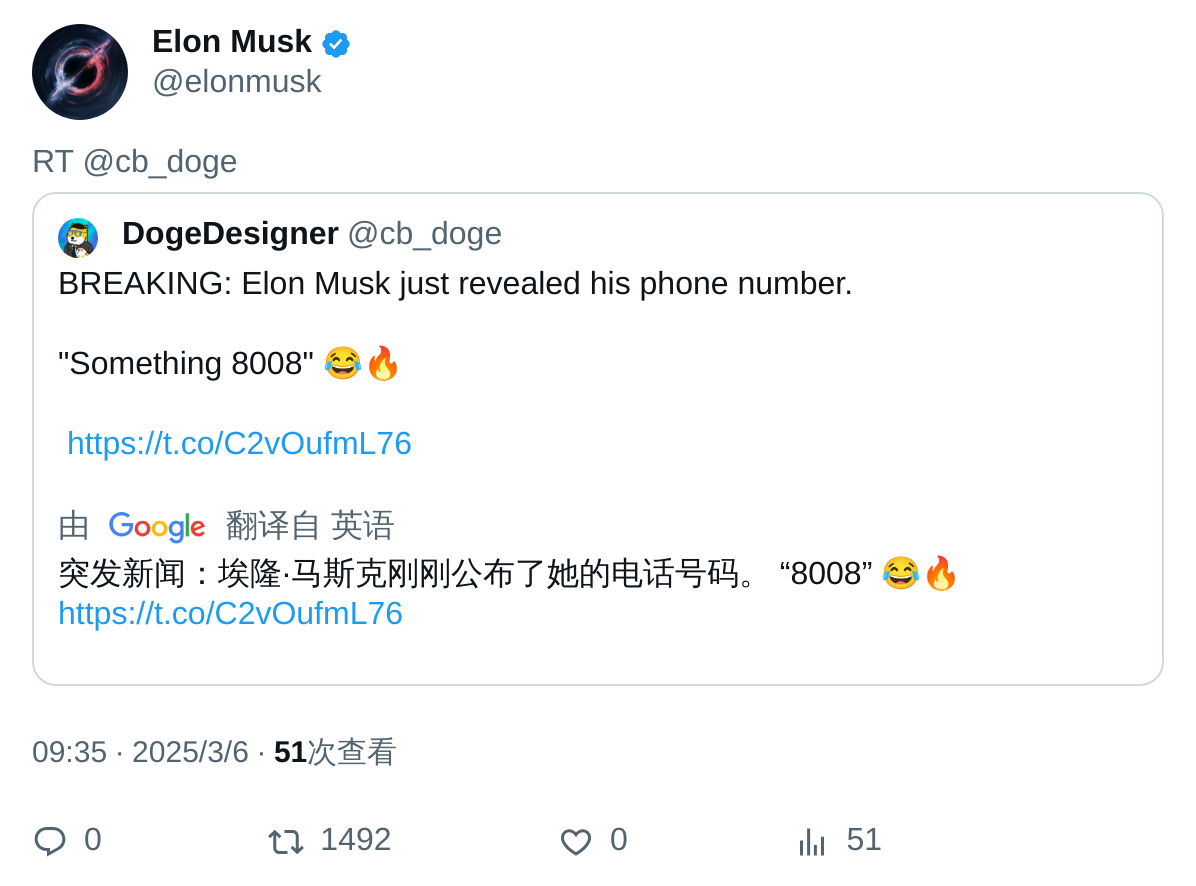 Elon Musk
@elonmusk
RT @cb_doge
DogeDesigner @cb_doge
BREAKING: Elon Musk just revealed his phone number.
"Something 8008" 😂🔥
https://t.co/C2vOufmL76
由 Google 翻译自 英语
突发新闻：埃隆·马斯克刚刚公布了她的电话号码。 “8008” 😂🔥
https://t.co/C2vOufmL76
09:35 · 2025/3/6 · 51次查看
0 1492 0 51